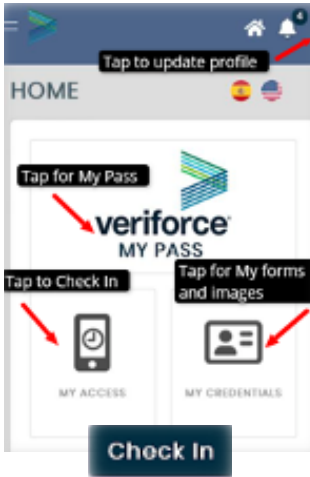 4
Tap to update profile
HOME
Tap for My Pass
veriforce
MY PASS
Tap to Check In
Tap for My forms
and images
MY ACCESS
MY CREDENTIALS
Check In